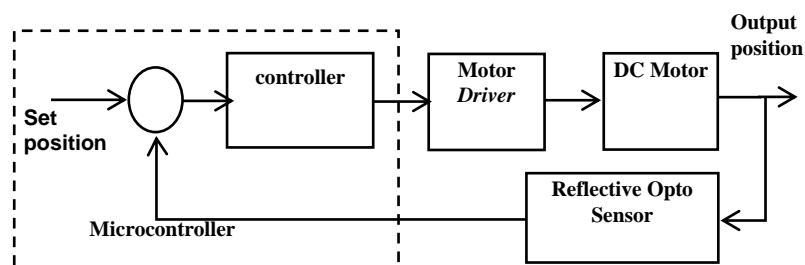 Output
position
controller
Motor
Driver
DC Motor
Set
position
Reflective Opto
Sensor
Microcontroller